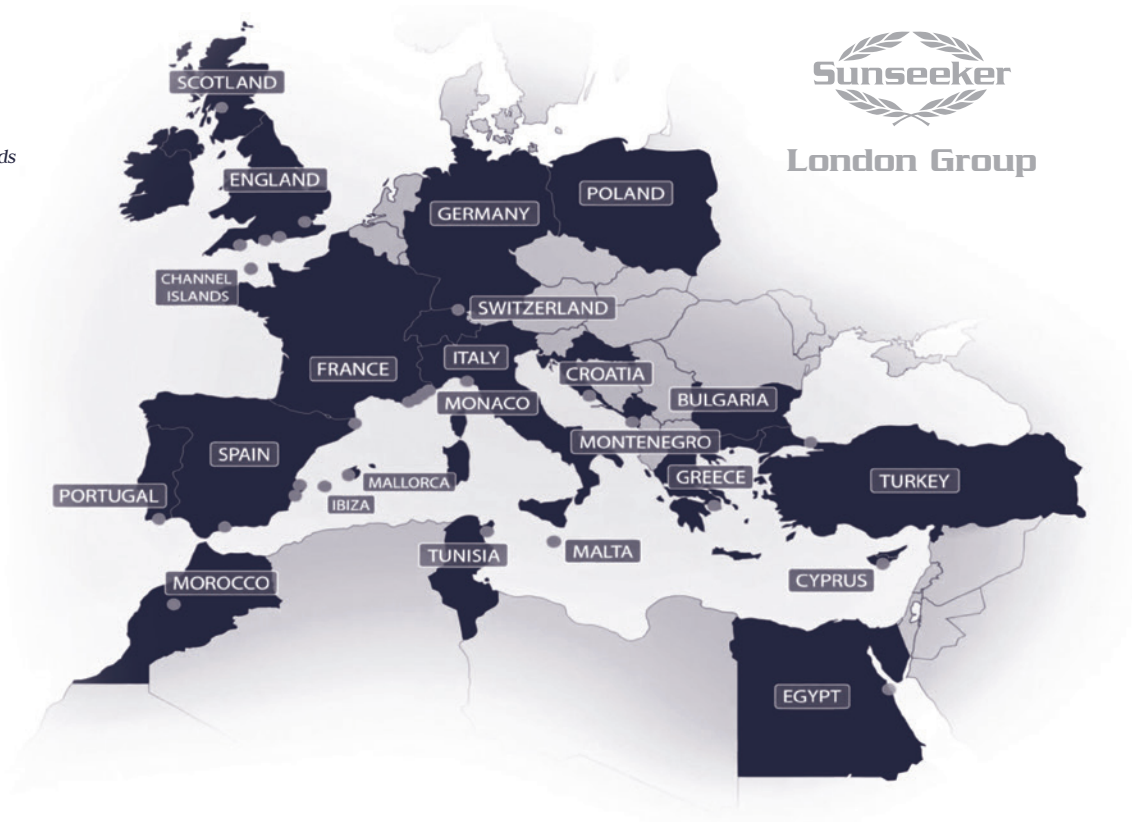 Sunseeker
London Group
ds
SCOTLAND
ENGLAND
CHANNEL
ISLANDS
GERMANY
POLAND
SWITZERLAND
FRANCE
ITALY
MONACO
CROATIA
BULGARIA
MONTENEGRO
GREECE
TURKEY
SPAIN
PORTUGAL
MALLORCA
IBIZA
TUNISIA
MALTA
CYPRUS
MOROCCO
EGYPT